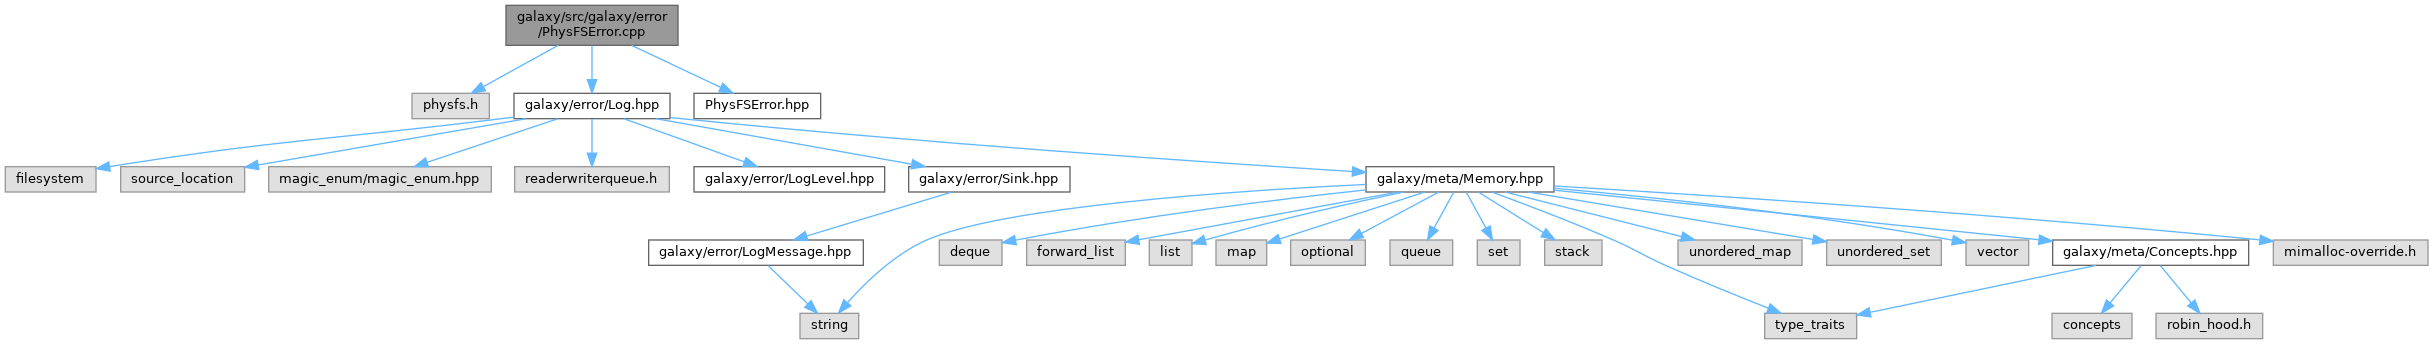 galaxy/src/galaxy/error
/PhysFSError.cpp
physfs.h
galaxy/error/Log.hpp
PhysFSError.hpp
filesystem
source_location
magic_enum/magic_enum.hpp
readerwriterqueue.h
galaxy/error/LogLevel.hpp
galaxy/error/Sink.hpp
galaxy/meta/Memory.hpp
galaxy/error/LogMessage.hpp
deque
forward_list
list
map
optional
queue
set
stack
unordered_map
unordered_set
vector
galaxy/meta/Concepts.hpp
mimalloc-override.h
string
type_traits
concepts
robin_hood.h